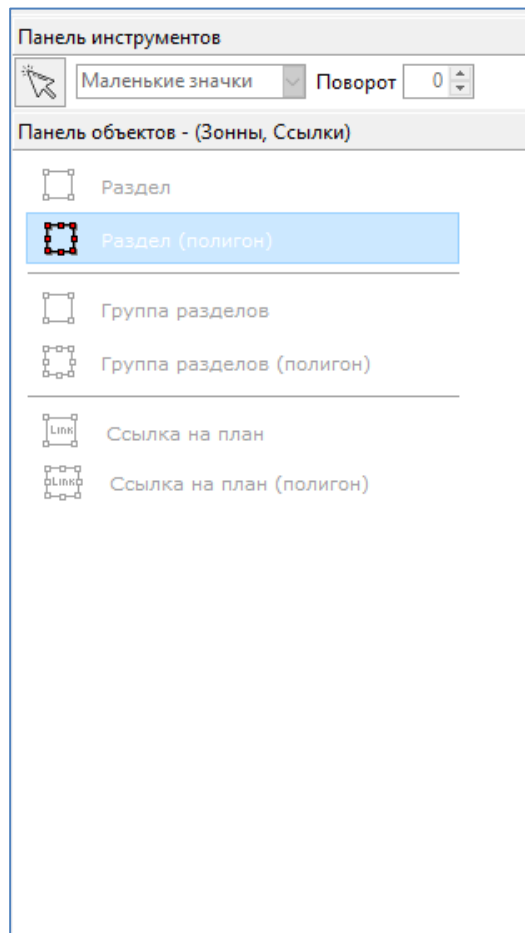 Панель инструментов
Маленькие значки Поворот 0
Панель объектов - (Зонны, Ссылки)
Раздел
Раздел (полигон)
Группа разделов
Группа разделов (полигон)
Link Ссылка на план
Link Ссылка на план (полигон)